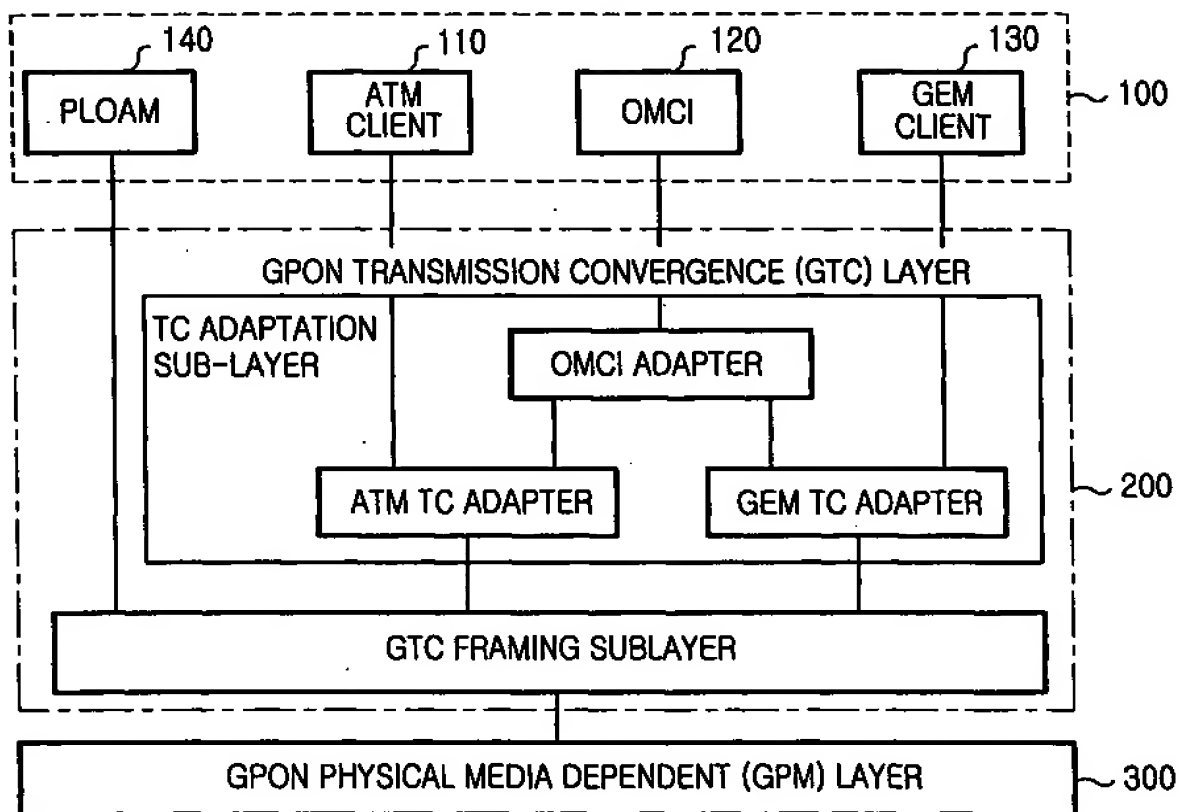 140
110
120
130
PLOAM
ATM
CLIENT
OMCI
GEM
CLIENT
100
GPON TRANSMISSION CONVERGENCE (GTC) LAYER
TC ADAPTATION
SUB-LAYER
OMCI ADAPTER
ATM TC ADAPTER
GEM TC ADAPTER
200
GTC FRAMING SUBLAYER
GPON PHYSICAL MEDIA DEPENDENT (GPM) LAYER
300